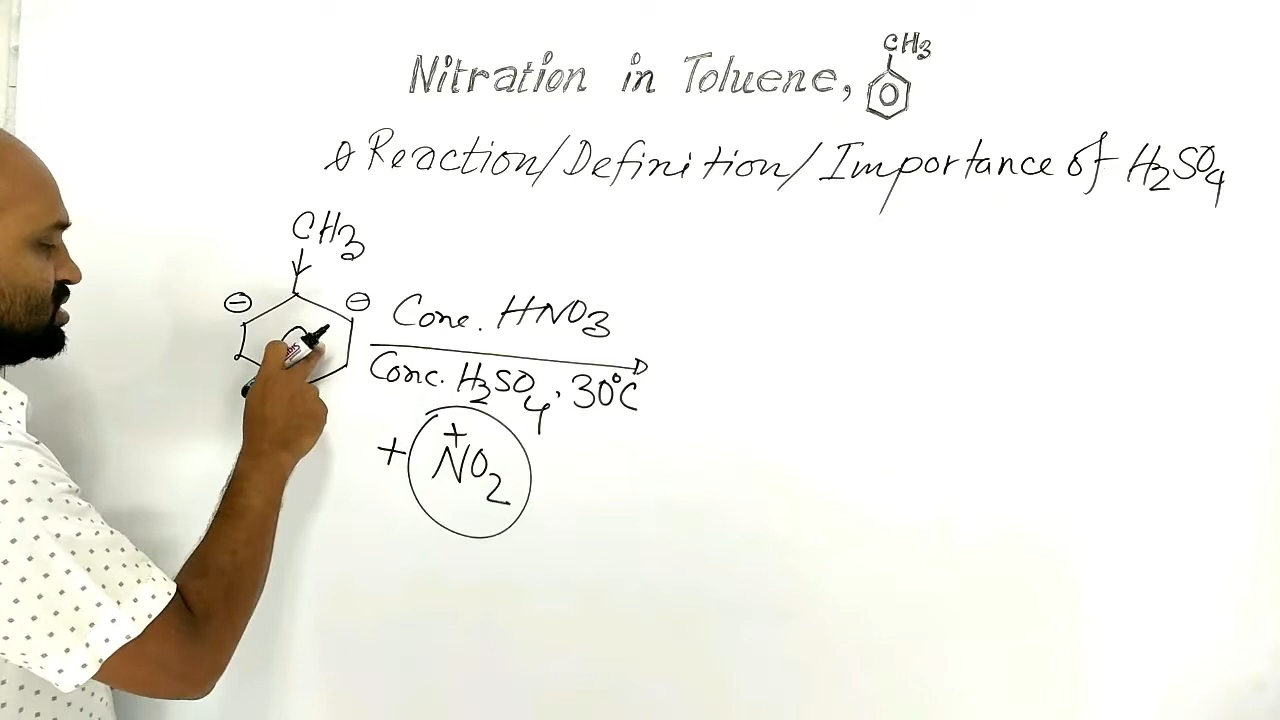 Nitration in Toluene, CH3
Reaction/Definition/Importance of H2SO4
CH3
⊖ ⊖
Conc. HNO3
Conc. H2SO4, 30°C
+ +NO2